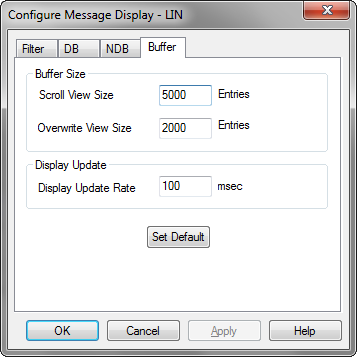 Configure Message Display - LIN
Filter DB NDB Buffer
Buffer Size
Scroll View Size 5000 Entries
Overwrite View Size 2000 Entries
Display Update
Display Update Rate 100 msec
Set Default
OK Cancel Apply Help